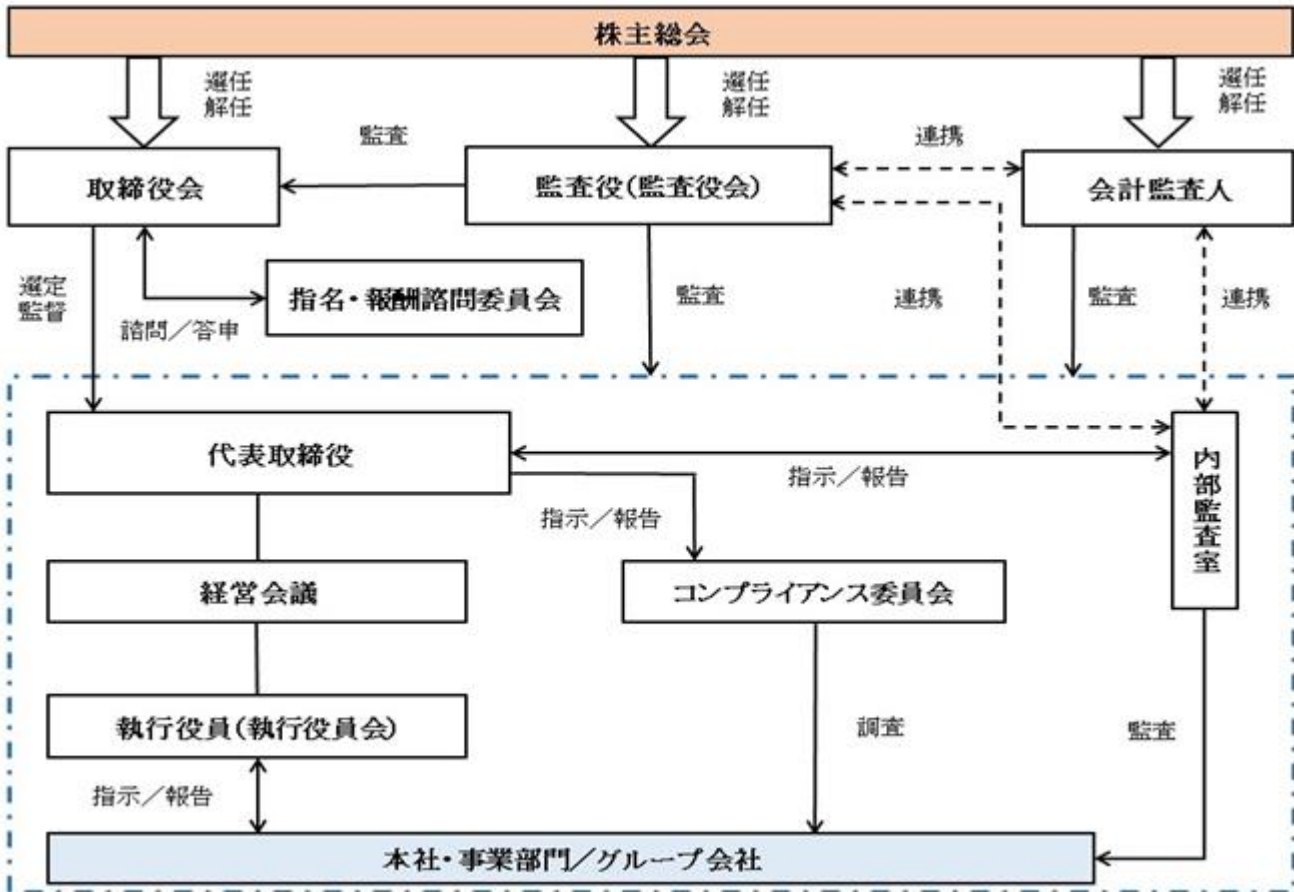 株主総会
選任
解任
選任
解任
選任
解任
監査
連携
取締役会
監査役(監査役会)
会計監査人
選定
監督
諮問／答申
指名・報酬諮問委員会
監査
連携
監査
連携
代表取締役
指示／報告
内部監査室
指示／報告
経営会議
コンプライアンス委員会
執行役員(執行役員会)
調査
監査
指示／報告
本社・事業部門／グループ会社